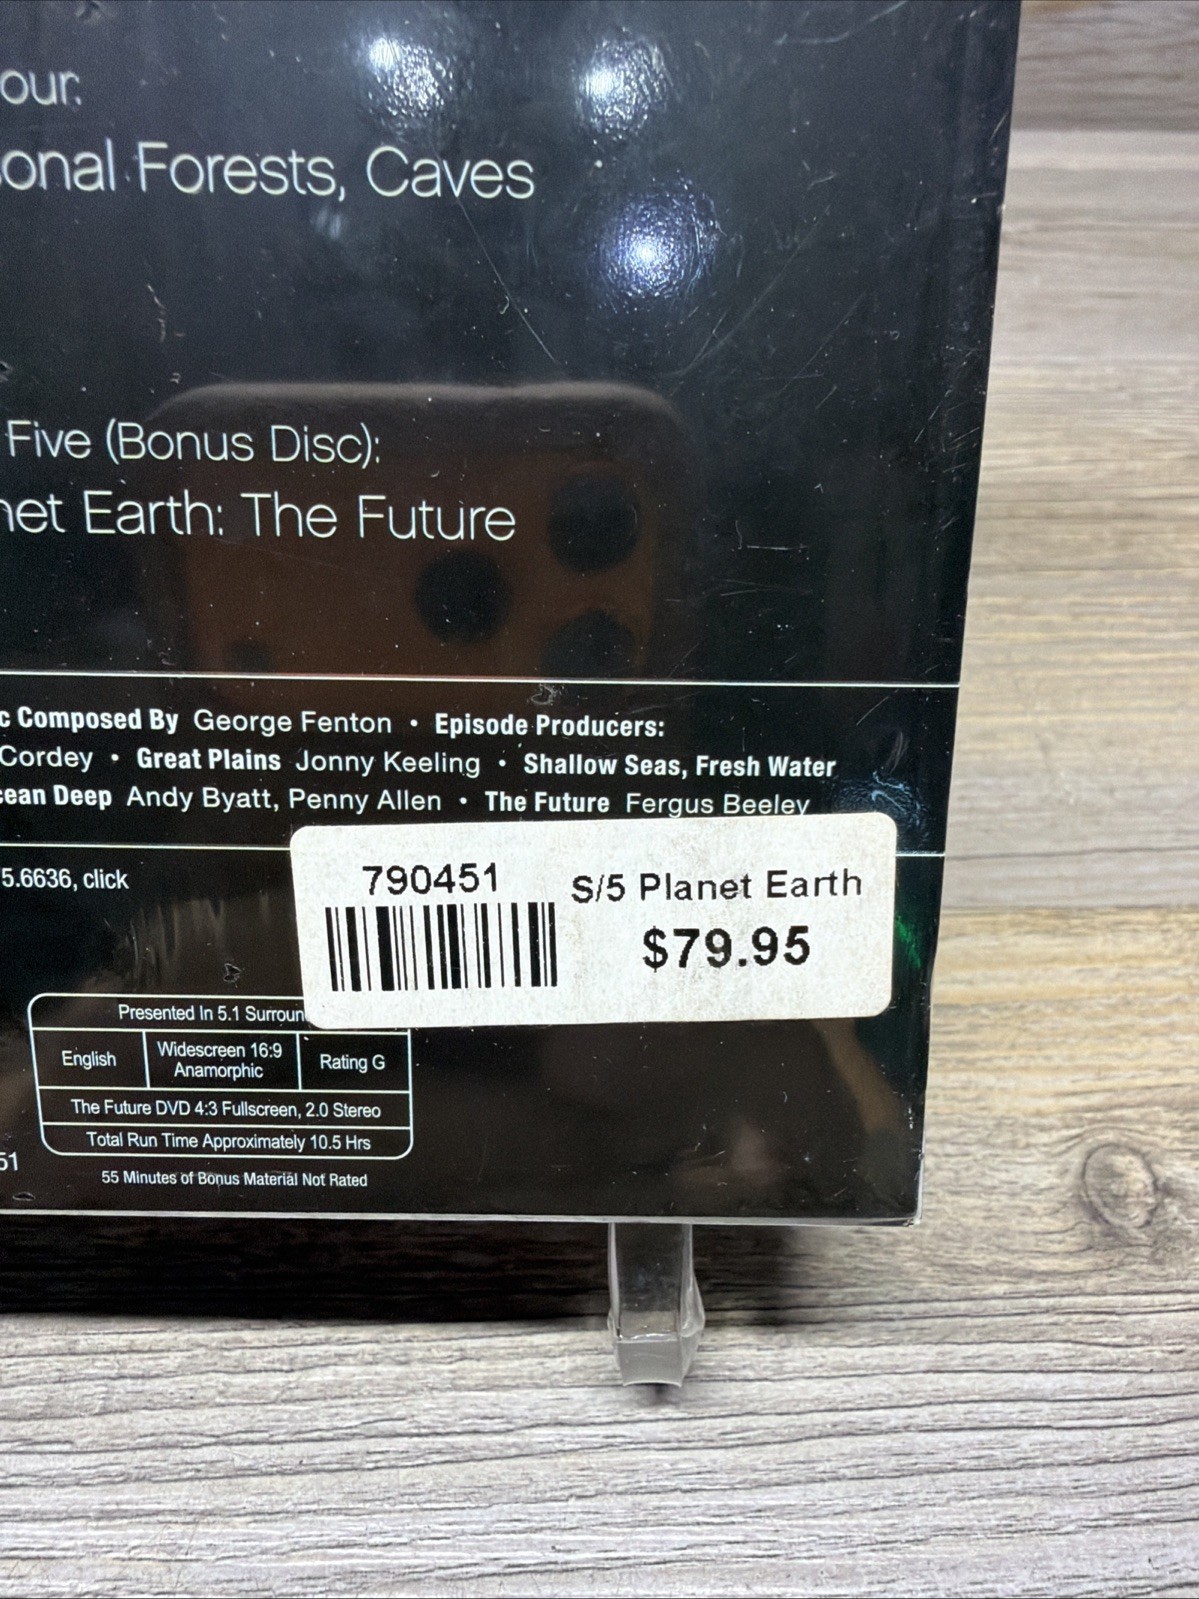 our:
onal Forests, Caves
Five (Bonus Disc):
net Earth: The Future
c Composed By George Fenton • Episode Producers:
Cordey • Great Plains Jonny Keeling • Shallow Seas, Fresh Water
cean Deep Andy Byatt, Penny Allen • The Future Fergus Beeley
5.6636, click
790451
S/5 Planet Earth
$79.95
Presented In 5.1 Surroun
English
Widescreen 16:9
Anamorphic
Rating G
The Future DVD 4:3 Fullscreen, 2.0 Stereo
Total Run Time Approximately 10.5 Hrs
51
55 Minutes of Bonus Material Not Rated